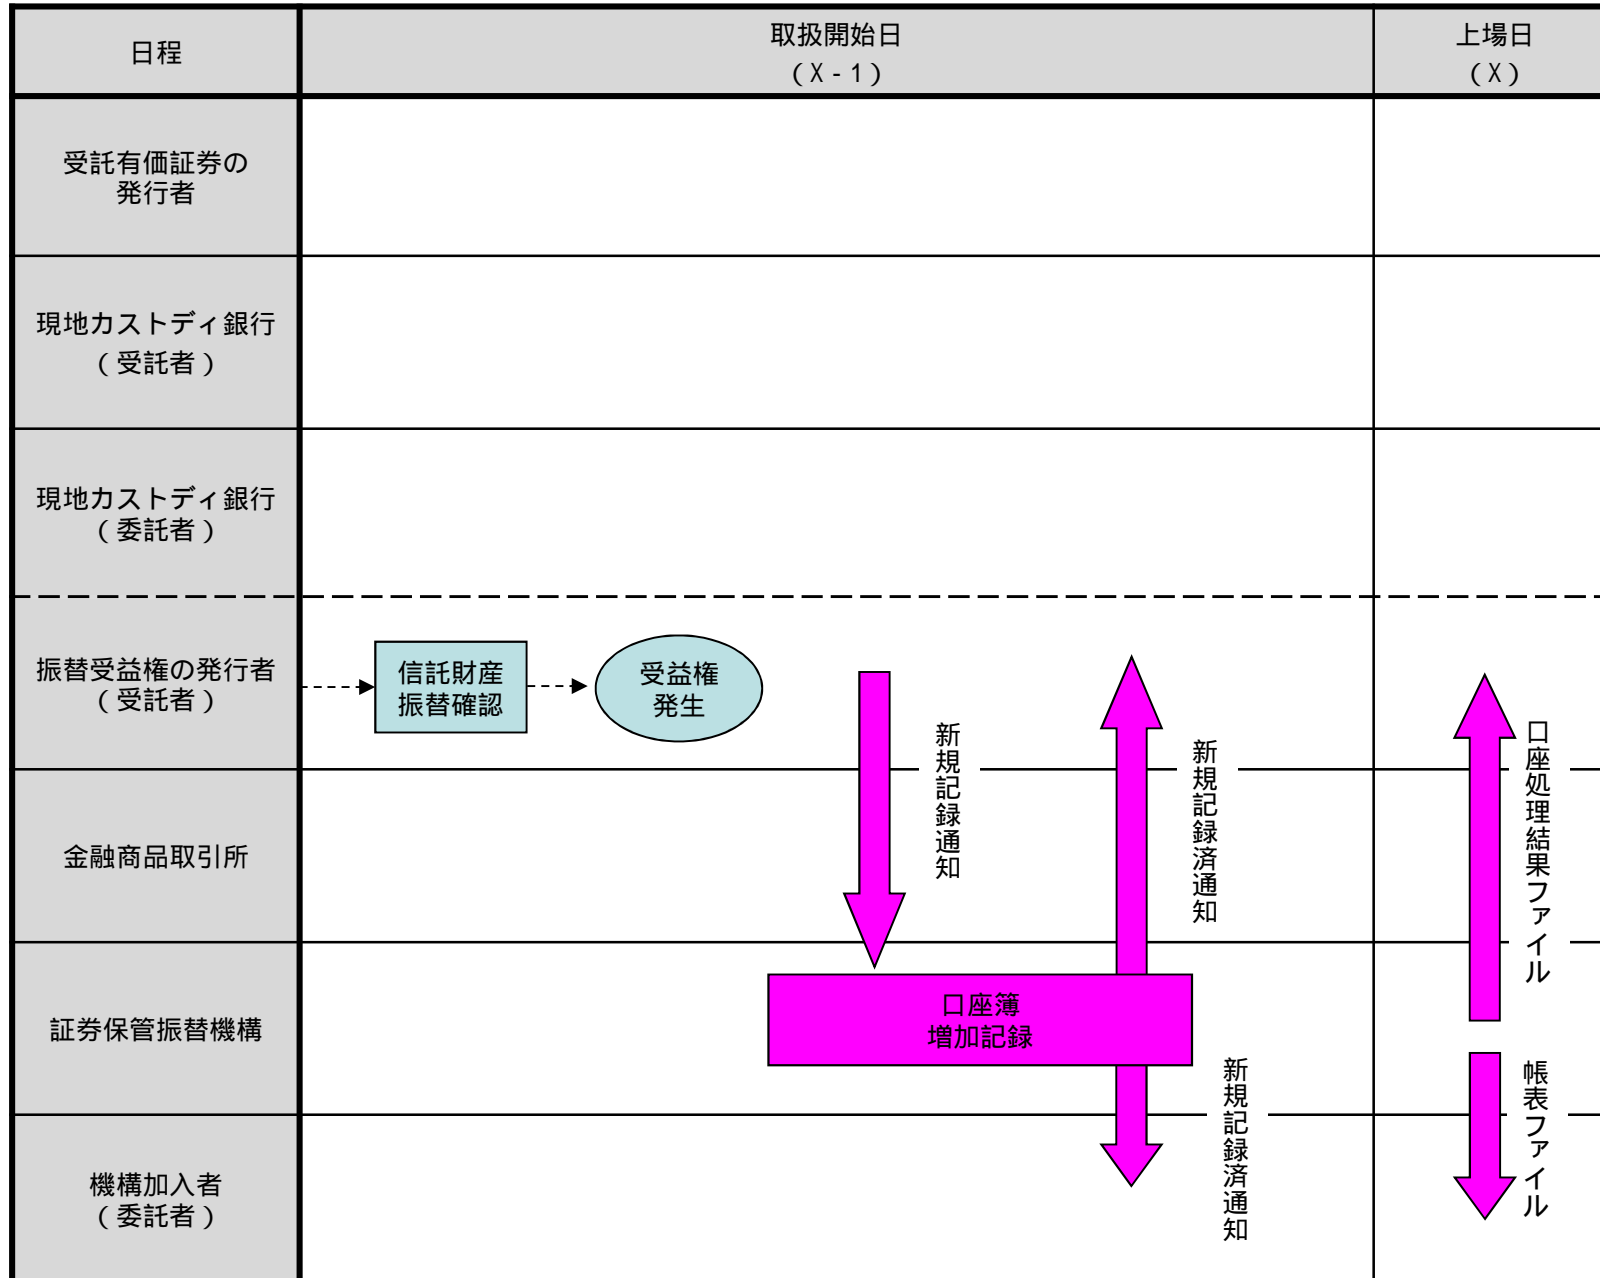 日程
取扱開始日
（X-1）
上場日
（X）
受託有価証券の
発行者
現地カストディ銀行
（受託者）
現地カストディ銀行
（委託者）
振替受益権の発行者
（受託者）
信託財産
振替確認
受益権
発生
新規記録通知
新規記録済通知
口座処理結果ファイル
金融商品取引所
証券保管振替機構
口座簿
増加記録
新規記録済通知
帳表ファイル
機構加入者
（委託者）